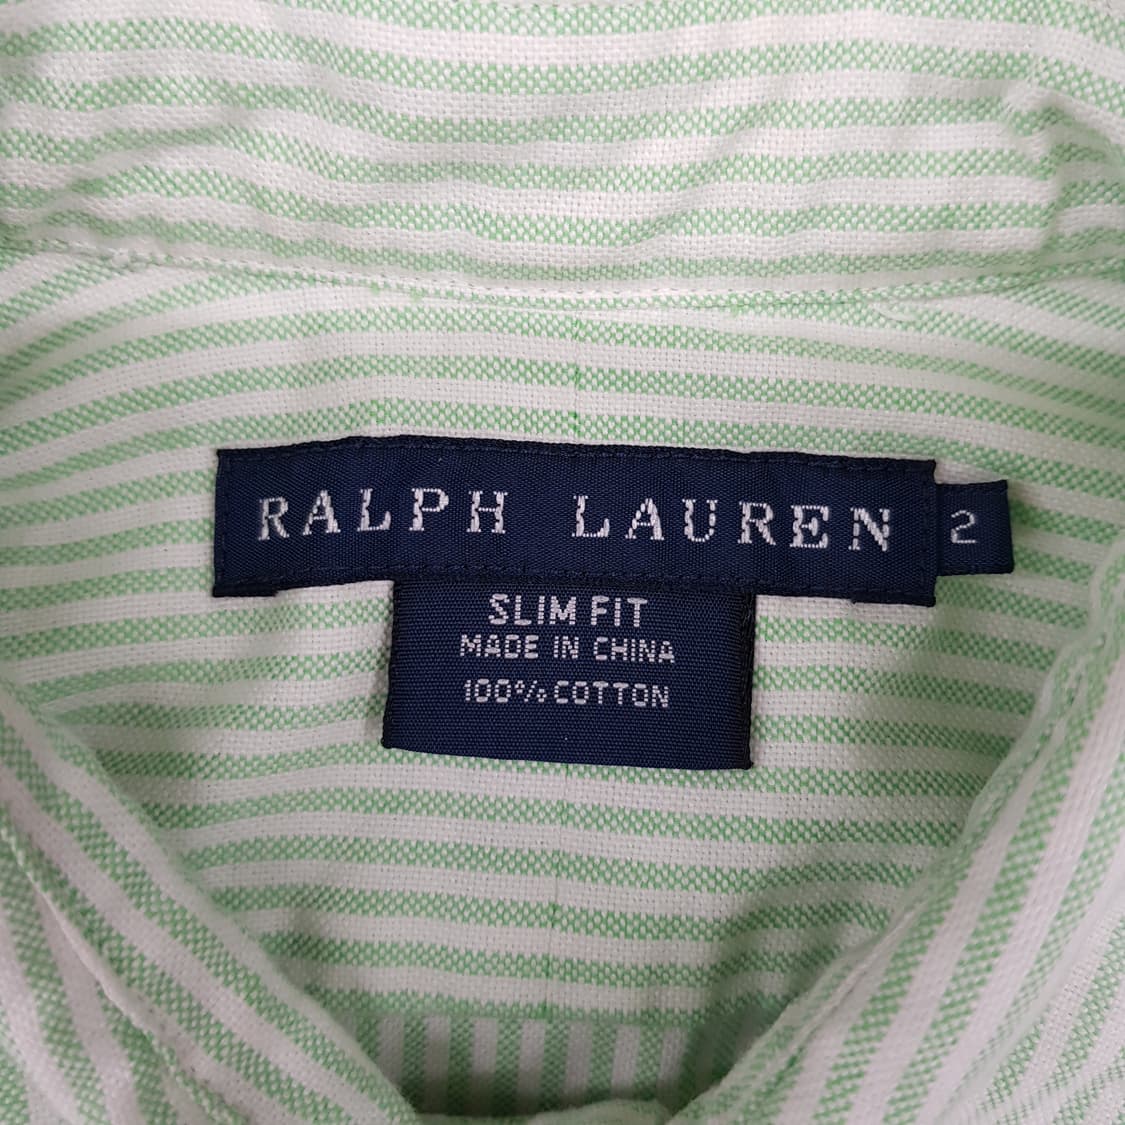 RALPH LAUREN 2
SLIM FIT
MADE IN CHINA
100% COTTON